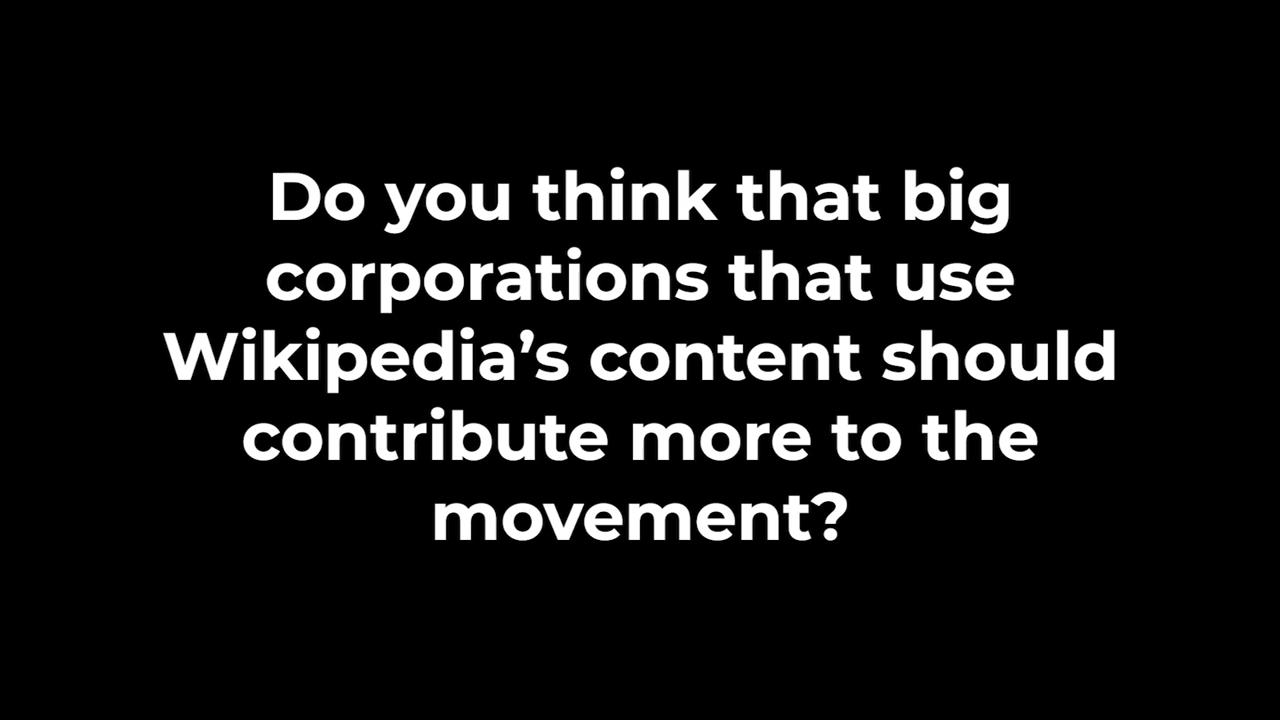 Do you think that big
corporations that use
Wikipedia’s content should
contribute more to the
movement?